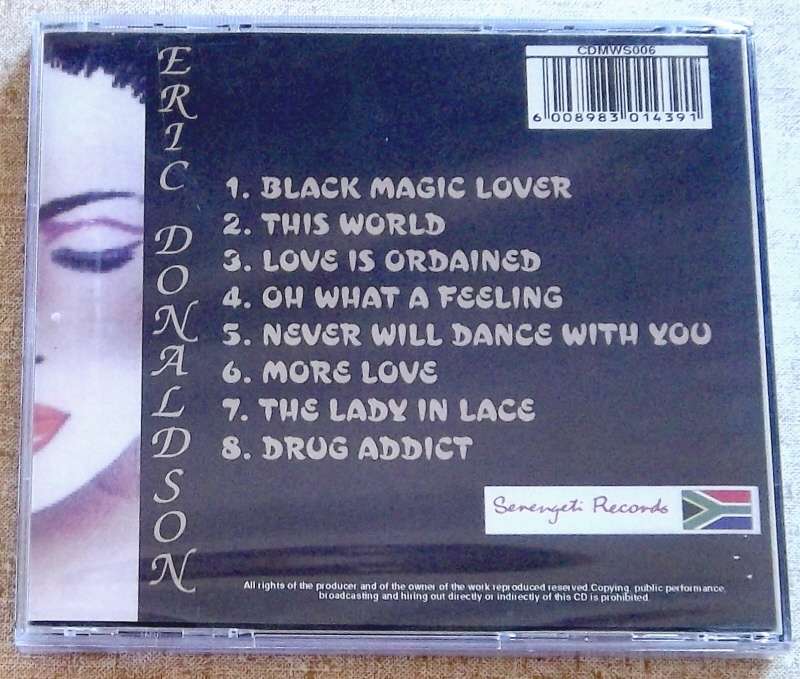 ERIC DONALDSON
CDMWS006
6 008983 014391
1. BLACK MAGIC LOVER
2. THIS WORLD
3. LOVE IS ORDAINED
4. OH WHAT A FEELING
5. NEVER WILL DANCE WITH YOU
6. MORE LOVE
7. THE LADY IN LACE
8. DRUG ADDICT
Serengeti Records
All rights of the producer and of the owner of the work reproduced reserved.Copying, public performance,
broadcasting and hiring out directly or indirectly of this CD is prohibited.